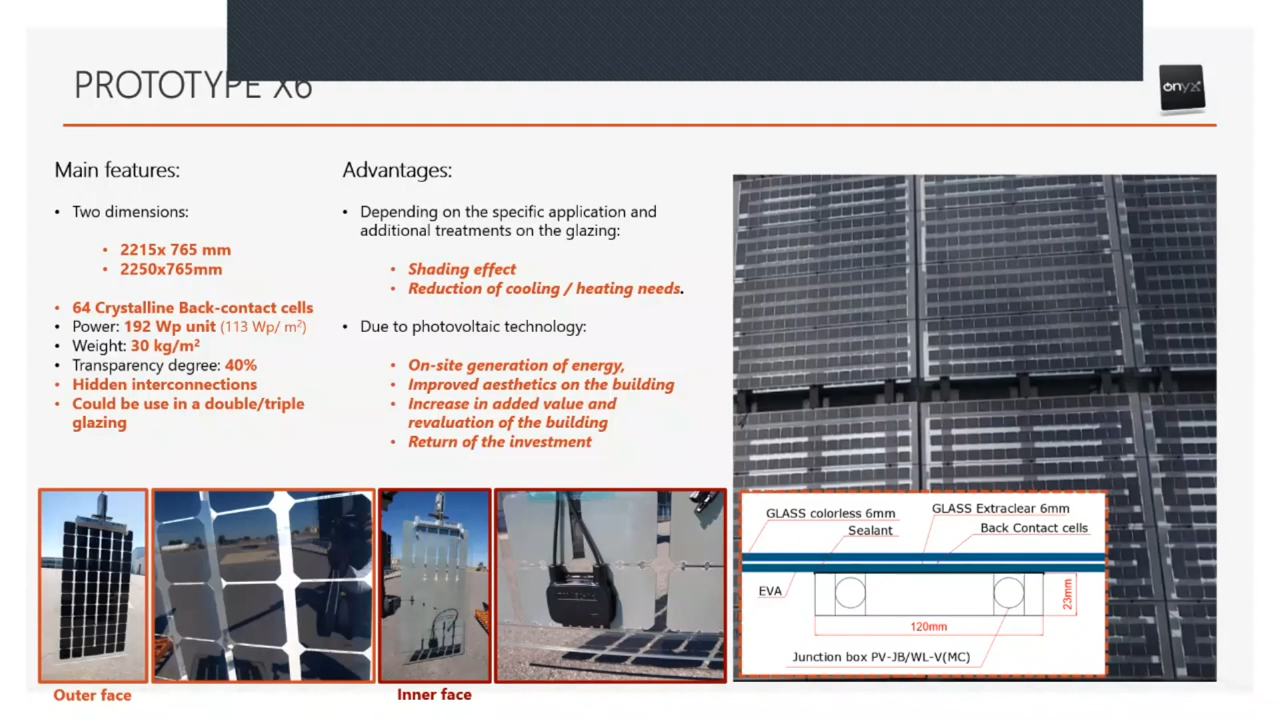 PROTOTYPE X6
onyx
Main features:
• Two dimensions:
• 2215x 765 mm
• 2250x765mm
• 64 Crystalline Back-contact cells
• Power: 192 Wp unit (113 Wp/ m²)
• Weight: 30 kg/m²
• Transparency degree: 40%
• Hidden interconnections
• Could be use in a double/triple
glazing
Advantages:
• Depending on the specific application and
additional treatments on the glazing:
• Shading effect
• Reduction of cooling / heating needs.
• Due to photovoltaic technology:
• On-site generation of energy,
• Improved aesthetics on the building
• Increase in added value and
revaluation of the building
• Return of the investment
GLASS colorless 6mm
GLASS Extraclear 6mm
Sealant
Back Contact cells
EVA
23mm
120mm
Junction box PV-JB/WL-V(MC)
Outer face
Inner face